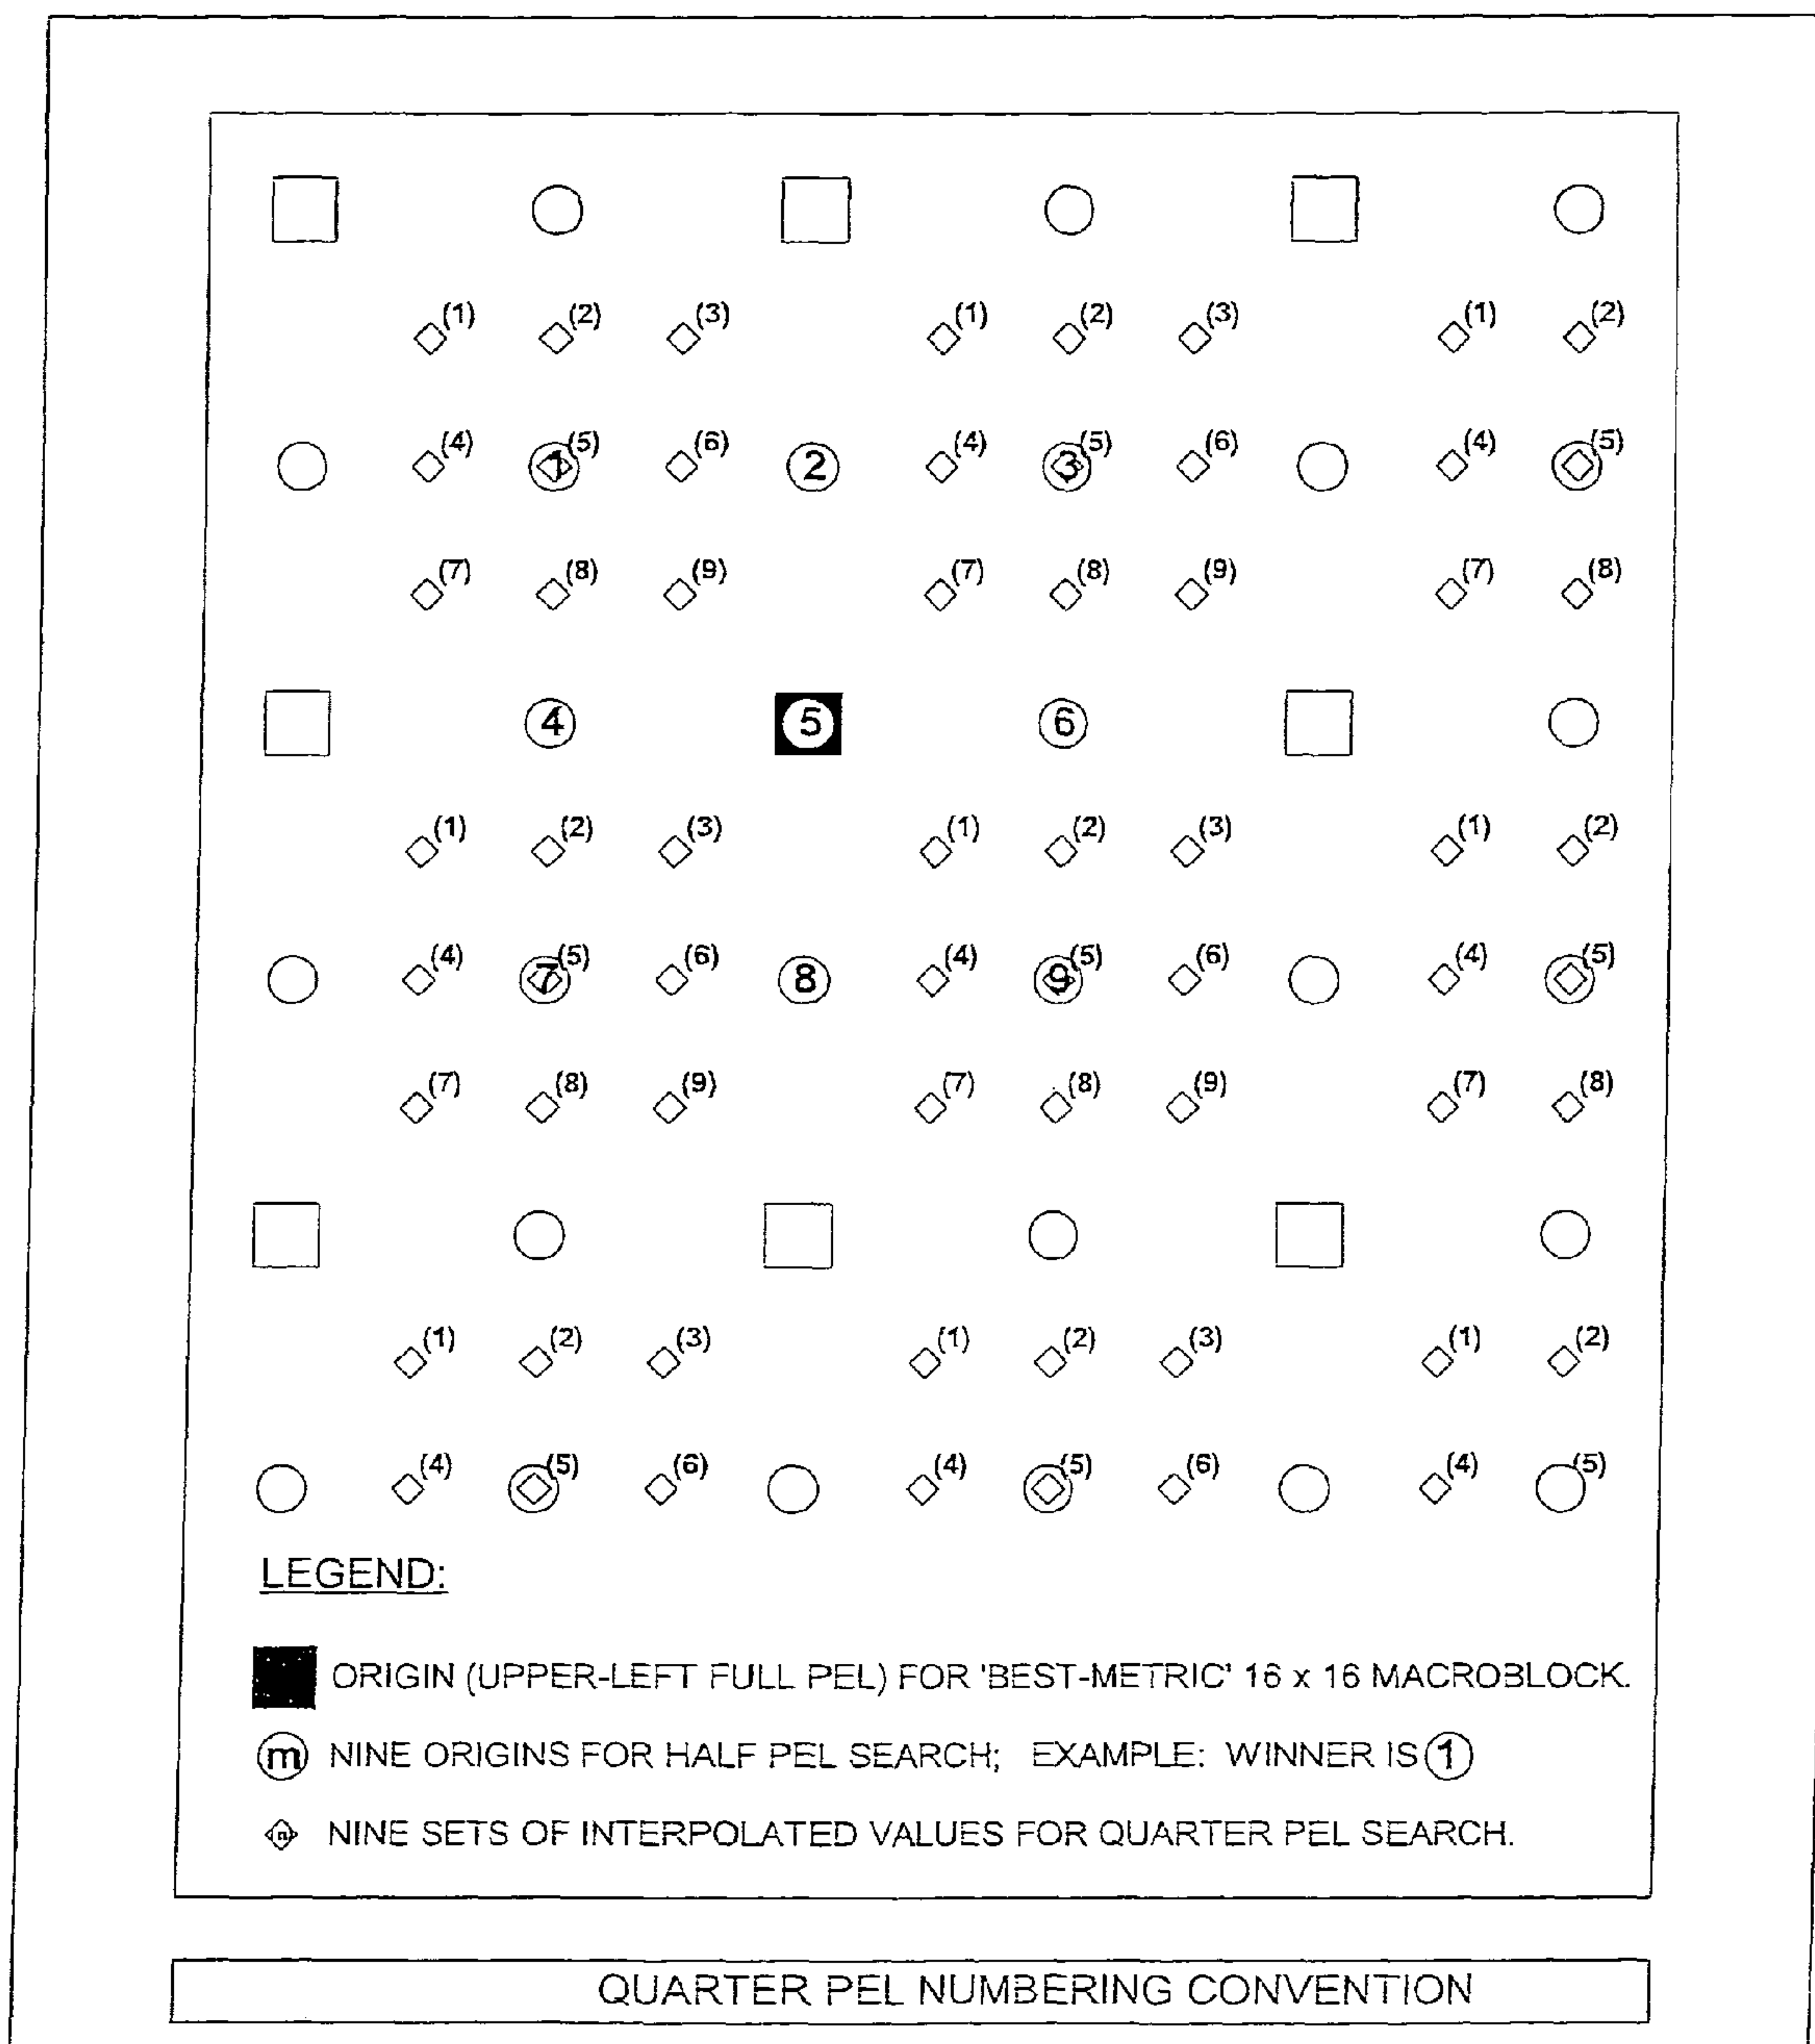 (1) (2) (3) (1) (2) (3) (1) (2)
(4) 1 (5) (6) 2 (4) 3 (5) (6) (4) (5)
(7) (8) (9) (7) (8) (9) (7) (8)
4 5 6
(1) (2) (3) (1) (2) (3) (1) (2)
(4) 7 (5) (6) 8 (4) 9 (5) (6) (4) (5)
(7) (8) (9) (7) (8) (9) (7) (8)
(1) (2) (3) (1) (2) (3) (1) (2)
(4) (5) (6) (4) (5) (6) (4) (5)
LEGEND:
ORIGIN (UPPER-LEFT FULL PEL) FOR 'BEST-METRIC' 16 x 16 MACROBLOCK.
m NINE ORIGINS FOR HALF PEL SEARCH; EXAMPLE: WINNER IS 1
(n) NINE SETS OF INTERPOLATED VALUES FOR QUARTER PEL SEARCH.
QUARTER PEL NUMBERING CONVENTION